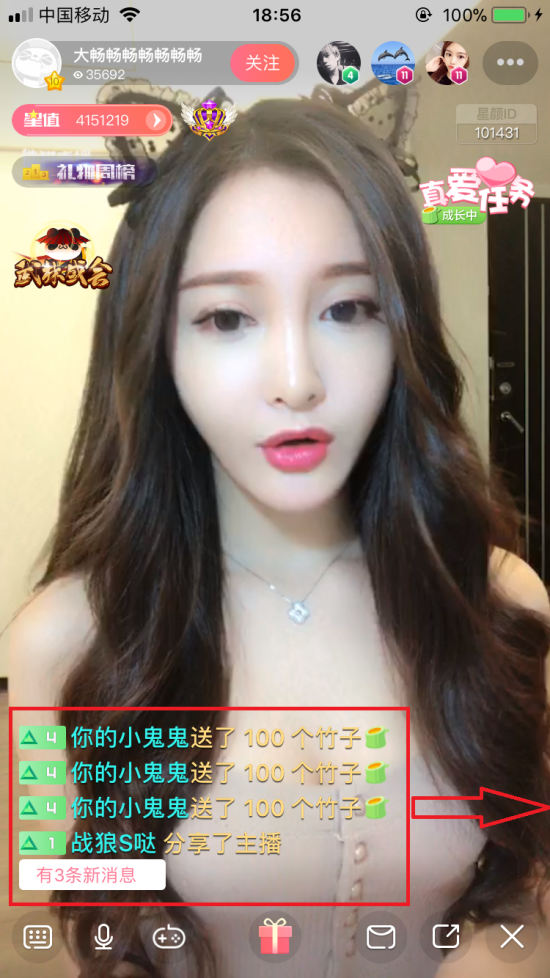 中国移动
18:56
100%
大畅畅畅畅畅畅畅
35692
关注
10
4
11
11
星值 4151219
星颜ID
101431
礼物周榜
真爱任务
成长中
武林盛会
4 你的小鬼鬼送了 100 个竹子
4 你的小鬼鬼送了 100 个竹子
4 你的小鬼鬼送了 100 个竹子
1 战狼S哒 分享了主播
有3条新消息